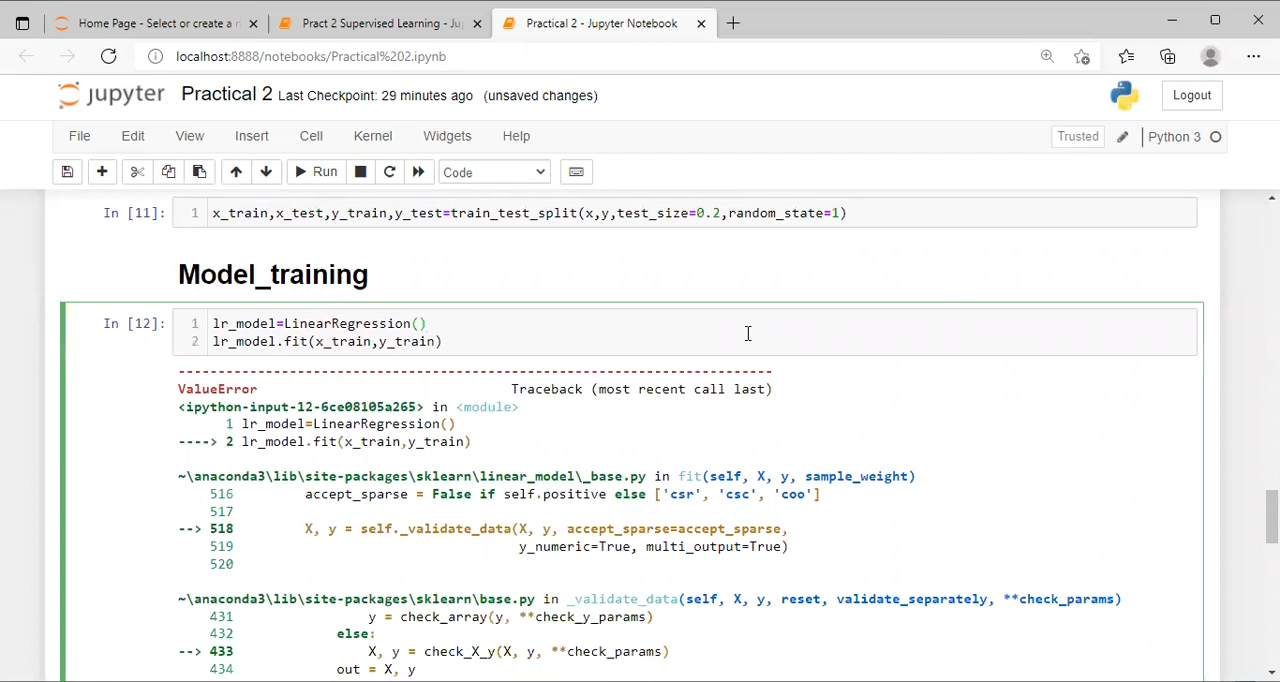 Home Page - Select or create a n
Pract 2 Supervised Learning - Ju
Practical 2 - Jupyter Notebook
localhost:8888/notebooks/Practical%202.ipynb
jupyter Practical 2 Last Checkpoint: 29 minutes ago (unsaved changes)
Logout
File Edit View Insert Cell Kernel Widgets Help
Trusted Python 3
Run Code
In [11]: 1 x_train,x_test,y_train,y_test=train_test_split(x,y,test_size=0.2,random_state=1)
Model_training
In [12]: 1 lr_model=LinearRegression()
2 lr_model.fit(x_train,y_train)
---------------------------------------------------------------------------
ValueError Traceback (most recent call last)
<ipython-input-12-6ce08105a265> in <module>
1 lr_model=LinearRegression()
----> 2 lr_model.fit(x_train,y_train)
~\anaconda3\lib\site-packages\sklearn\linear_model\_base.py in fit(self, X, y, sample_weight)
516 accept_sparse = False if self.positive else ['csr', 'csc', 'coo']
517
--> 518 X, y = self._validate_data(X, y, accept_sparse=accept_sparse,
519 y_numeric=True, multi_output=True)
520
~\anaconda3\lib\site-packages\sklearn\base.py in _validate_data(self, X, y, reset, validate_separately, **check_params)
431 y = check_array(y, **check_y_params)
432 else:
--> 433 X, y = check_X_y(X, y, **check_params)
434 out = X, y